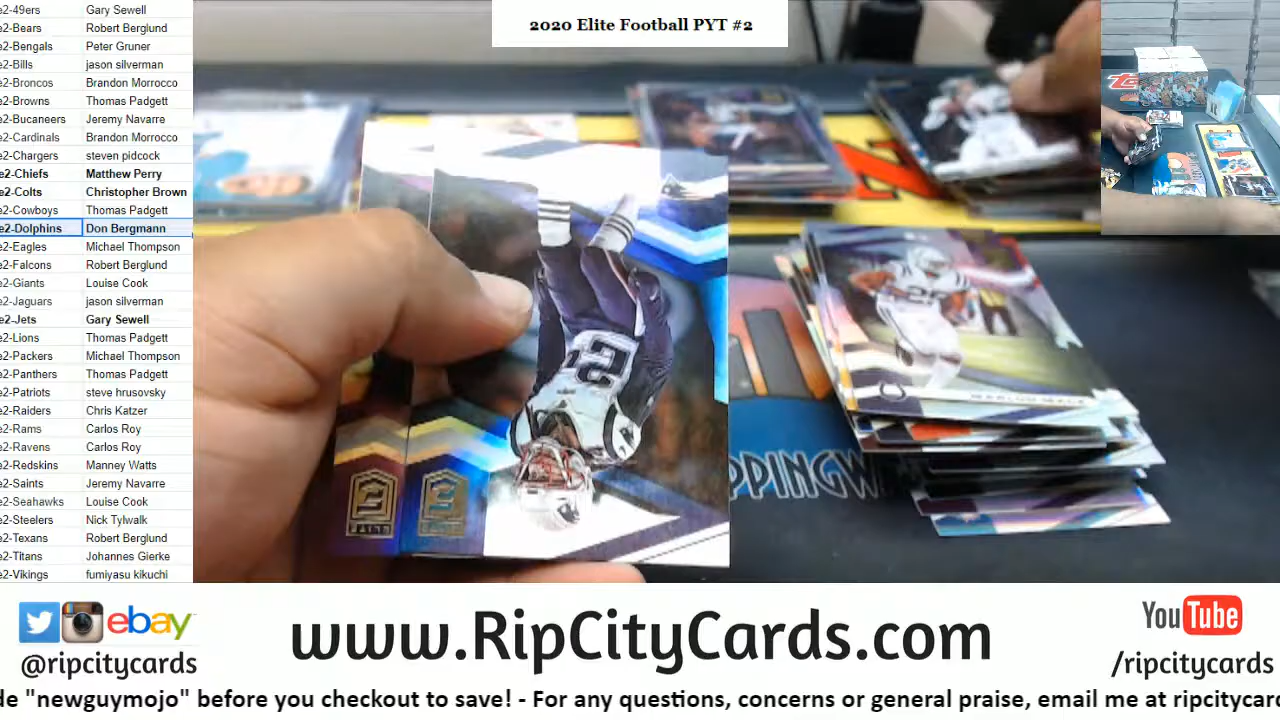 2020 Elite Football PYT #2
e2-49ers Gary Sewell
e2-Bears Robert Berglund
e2-Bengals Peter Gruner
e2-Bills jason silverman
e2-Broncos Brandon Morrocco
e2-Browns Thomas Padgett
e2-Bucaneers Jeremy Navarre
e2-Cardinals Brandon Morrocco
e2-Chargers steven pidcock
e2-Chiefs Matthew Perry
e2-Colts Christopher Brown
e2-Cowboys Thomas Padgett
e2-Dolphins Don Bergmann
e2-Eagles Michael Thompson
e2-Falcons Robert Berglund
e2-Giants Louise Cook
e2-Jaguars jason silverman
e2-Jets Gary Sewell
e2-Lions Thomas Padgett
e2-Packers Michael Thompson
e2-Panthers Thomas Padgett
e2-Patriots steve hrusovsky
e2-Raiders Chris Katzer
e2-Rams Carlos Roy
e2-Ravens Carlos Roy
e2-Redskins Manney Watts
e2-Saints Jeremy Navarre
e2-Seahawks Louise Cook
e2-Steelers Nick Tylwalk
e2-Texans Robert Berglund
e2-Titans Johannes Gierke
e2-Vikings fumiyasu kikuchi
MARLON MACK
PPINGW
ebay
@ripcitycards
www.RipCityCards.com
YouTube
/ripcitycards
de "newguymojo" before you checkout to save! - For any questions, concerns or general praise, email me at ripcitycard